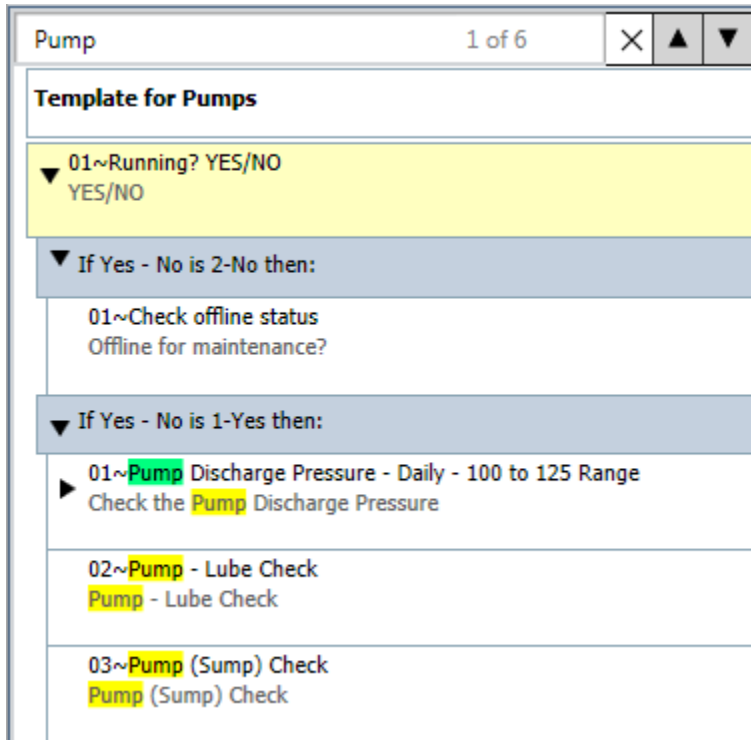 Pump 1 of 6
Template for Pumps
01~Running? YES/NO
YES/NO
If Yes - No is 2-No then:
01~Check offline status
Offline for maintenance?
If Yes - No is 1-Yes then:
01~Pump Discharge Pressure - Daily - 100 to 125 Range
Check the Pump Discharge Pressure
02~Pump - Lube Check
Pump - Lube Check
03~Pump (Sump) Check
Pump (Sump) Check